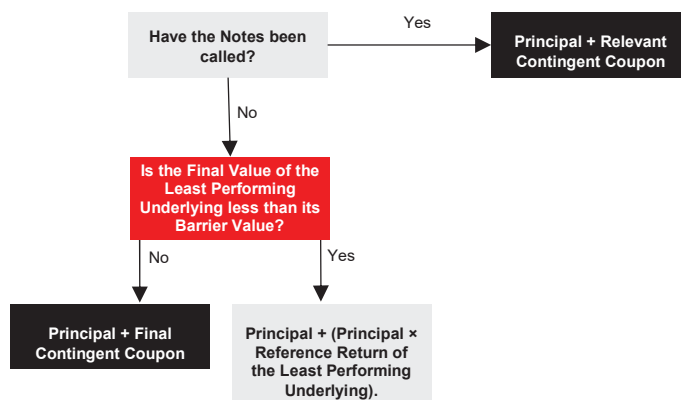 Have the Notes been
called?
Yes
Principal + Relevant
Contingent Coupon
No
Is the Final Value of the
Least Performing
Underlying less than its
Barrier Value?
No
Yes
Principal + Final
Contingent Coupon
Principal + (Principal ×
Reference Return of
the Least Performing
Underlying).